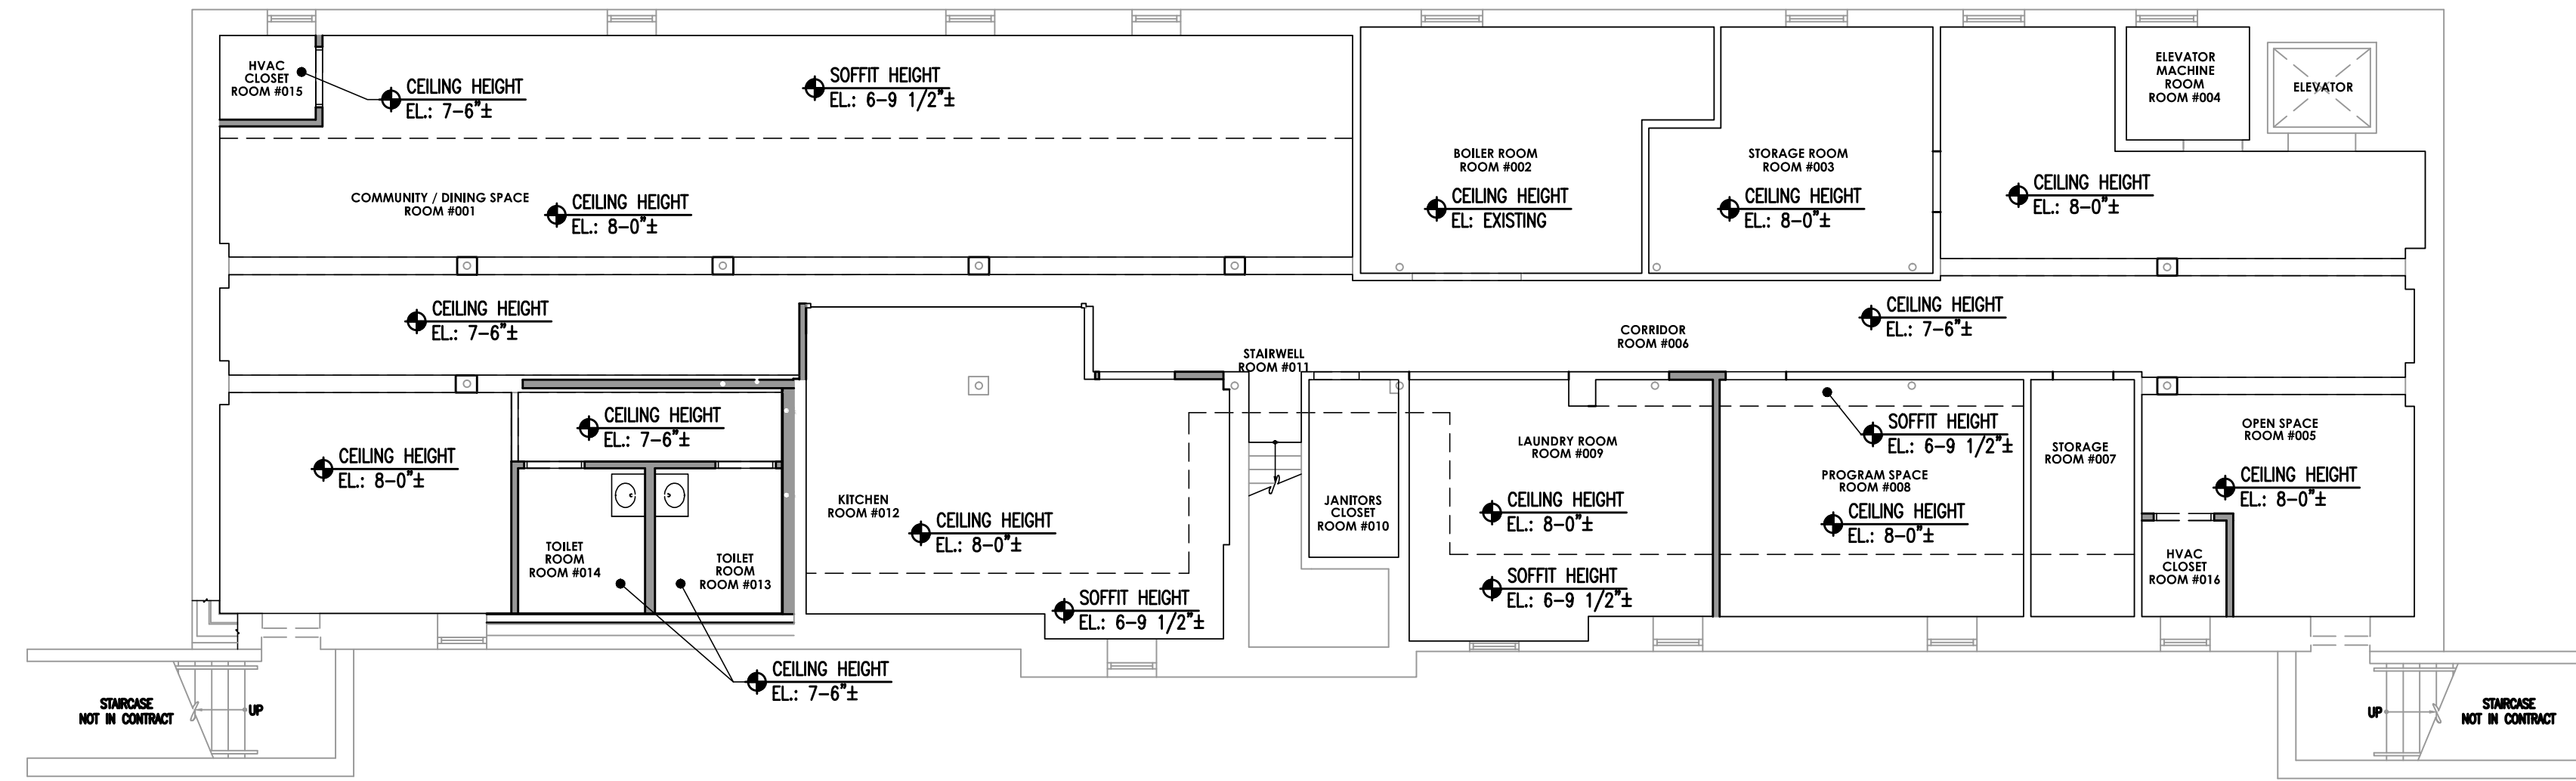 HVAC
CLOSET
ROOM #015
CEILING HEIGHT
EL.: 7-6"±
SOFFIT HEIGHT
EL.: 6-9 1/2"±
ELEVATOR
MACHINE
ROOM
ROOM #004
ELEVATOR
BOILER ROOM
ROOM #002
CEILING HEIGHT
EL: EXISTING
STORAGE ROOM
ROOM #003
CEILING HEIGHT
EL.: 8-0"±
CEILING HEIGHT
EL.: 8-0"±
COMMUNITY / DINING SPACE
ROOM #001
CEILING HEIGHT
EL.: 8-0"±
CEILING HEIGHT
EL.: 7-6"±
CEILING HEIGHT
EL.: 7-6"±
CORRIDOR
ROOM #006
STAIRWELL
ROOM #011
CEILING HEIGHT
EL.: 7-6"±
CEILING HEIGHT
EL.: 8-0"±
SOFFIT HEIGHT
EL.: 6-9 1/2"±
LAUNDRY ROOM
ROOM #009
STORAGE
ROOM #007
OPEN SPACE
ROOM #005
CEILING HEIGHT
EL.: 8-0"±
PROGRAM SPACE
ROOM #008
CEILING HEIGHT
EL.: 8-0"±
CEILING HEIGHT
EL.: 8-0"±
KITCHEN
ROOM #012
CEILING HEIGHT
EL.: 8-0"±
JANITORS
CLOSET
ROOM #010
TOILET
ROOM
ROOM #014
TOILET
ROOM
ROOM #013
HVAC
CLOSET
ROOM #016
SOFFIT HEIGHT
EL.: 6-9 1/2"±
SOFFIT HEIGHT
EL.: 6-9 1/2"±
CEILING HEIGHT
EL.: 7-6"±
STAIRCASE
NOT IN CONTRACT
UP
UP
STAIRCASE
NOT IN CONTRACT